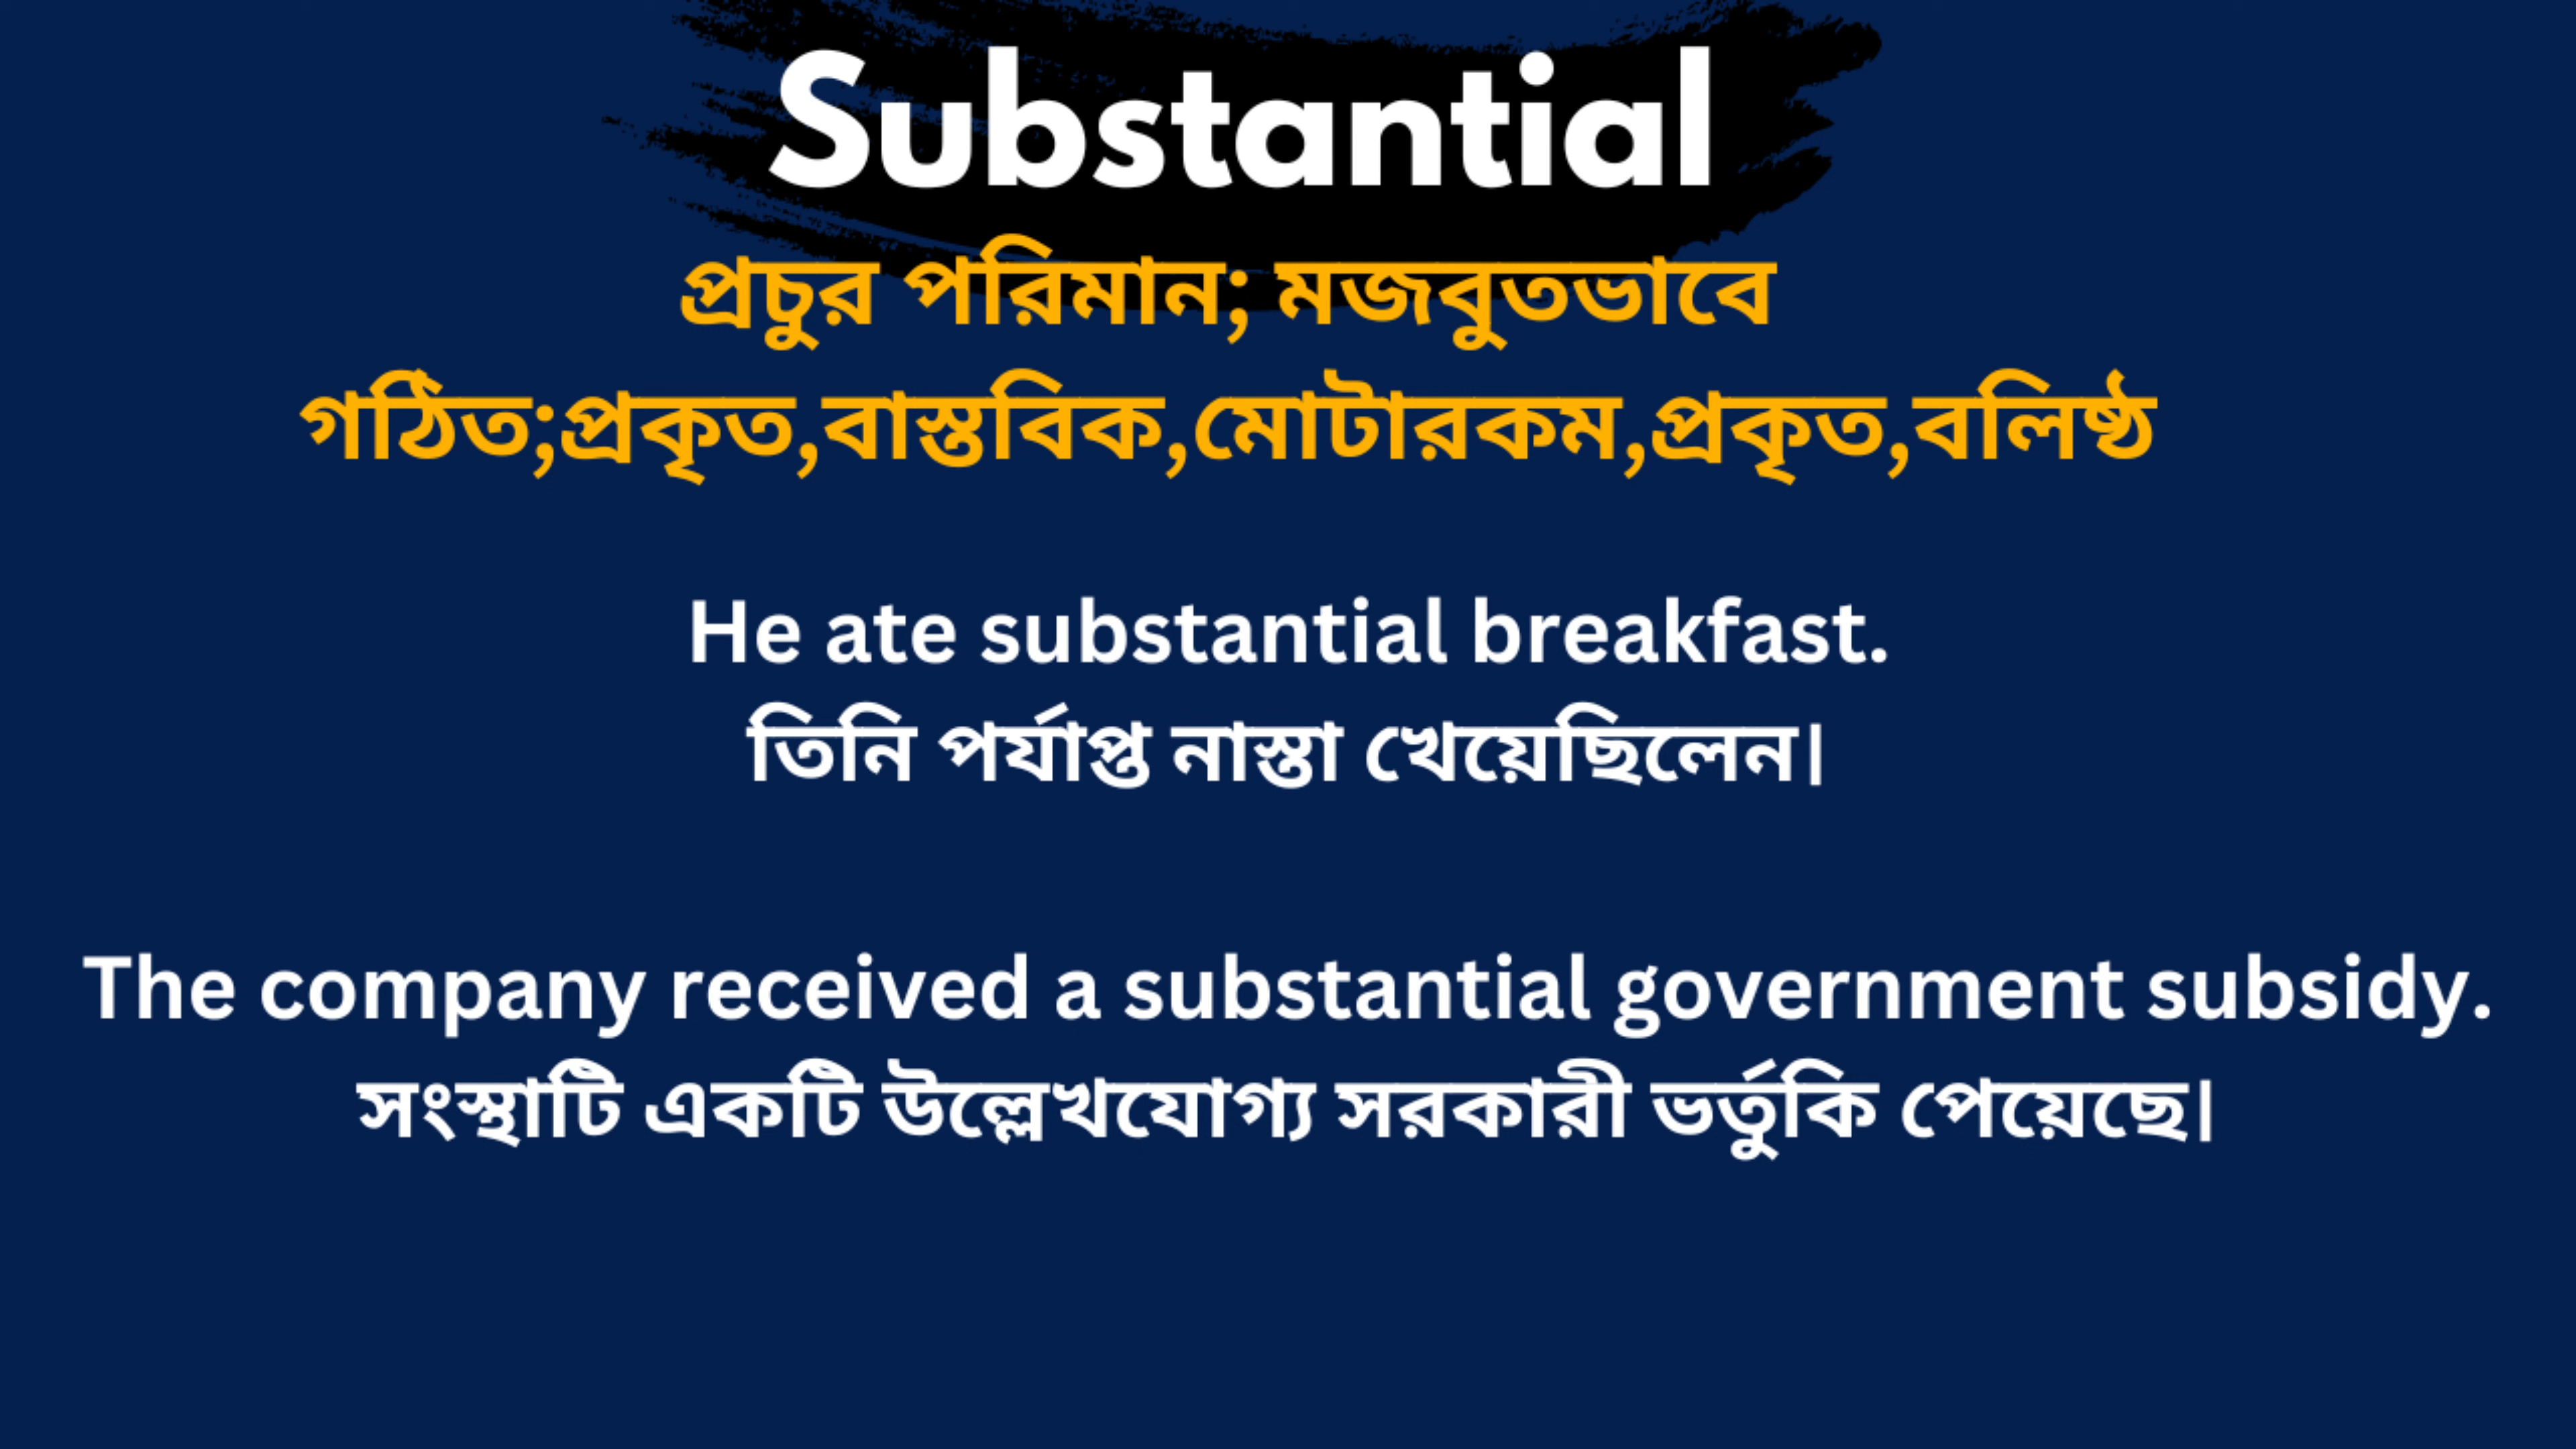 Substantial
প্রচুর পরিমান; মজবুতভাবে
গঠিত;প্রকৃত,বাস্তবিক,মোটারকম,প্রকৃত,বলিষ্ঠ
He ate substantial breakfast.
তিনি পর্যাপ্ত নাস্তা খেয়েছিলেন।
The company received a substantial government subsidy.
সংস্থাটি একটি উল্লেখযোগ্য সরকারী ভর্তুকি পেয়েছে।